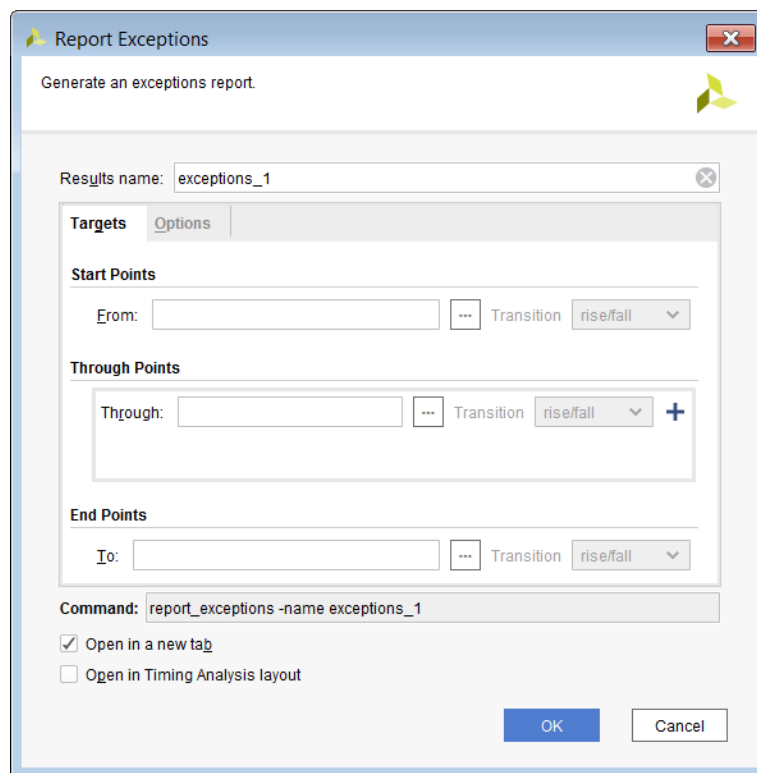 Report Exceptions
Generate an exceptions report.
Results name: exceptions_1
Targets Options
Start Points
From: ... Transition rise/fall
Through Points
Through: ... Transition rise/fall
End Points
To: ... Transition rise/fall
Command: report_exceptions -name exceptions_1
Open in a new tab
Open in Timing Analysis layout
OK Cancel